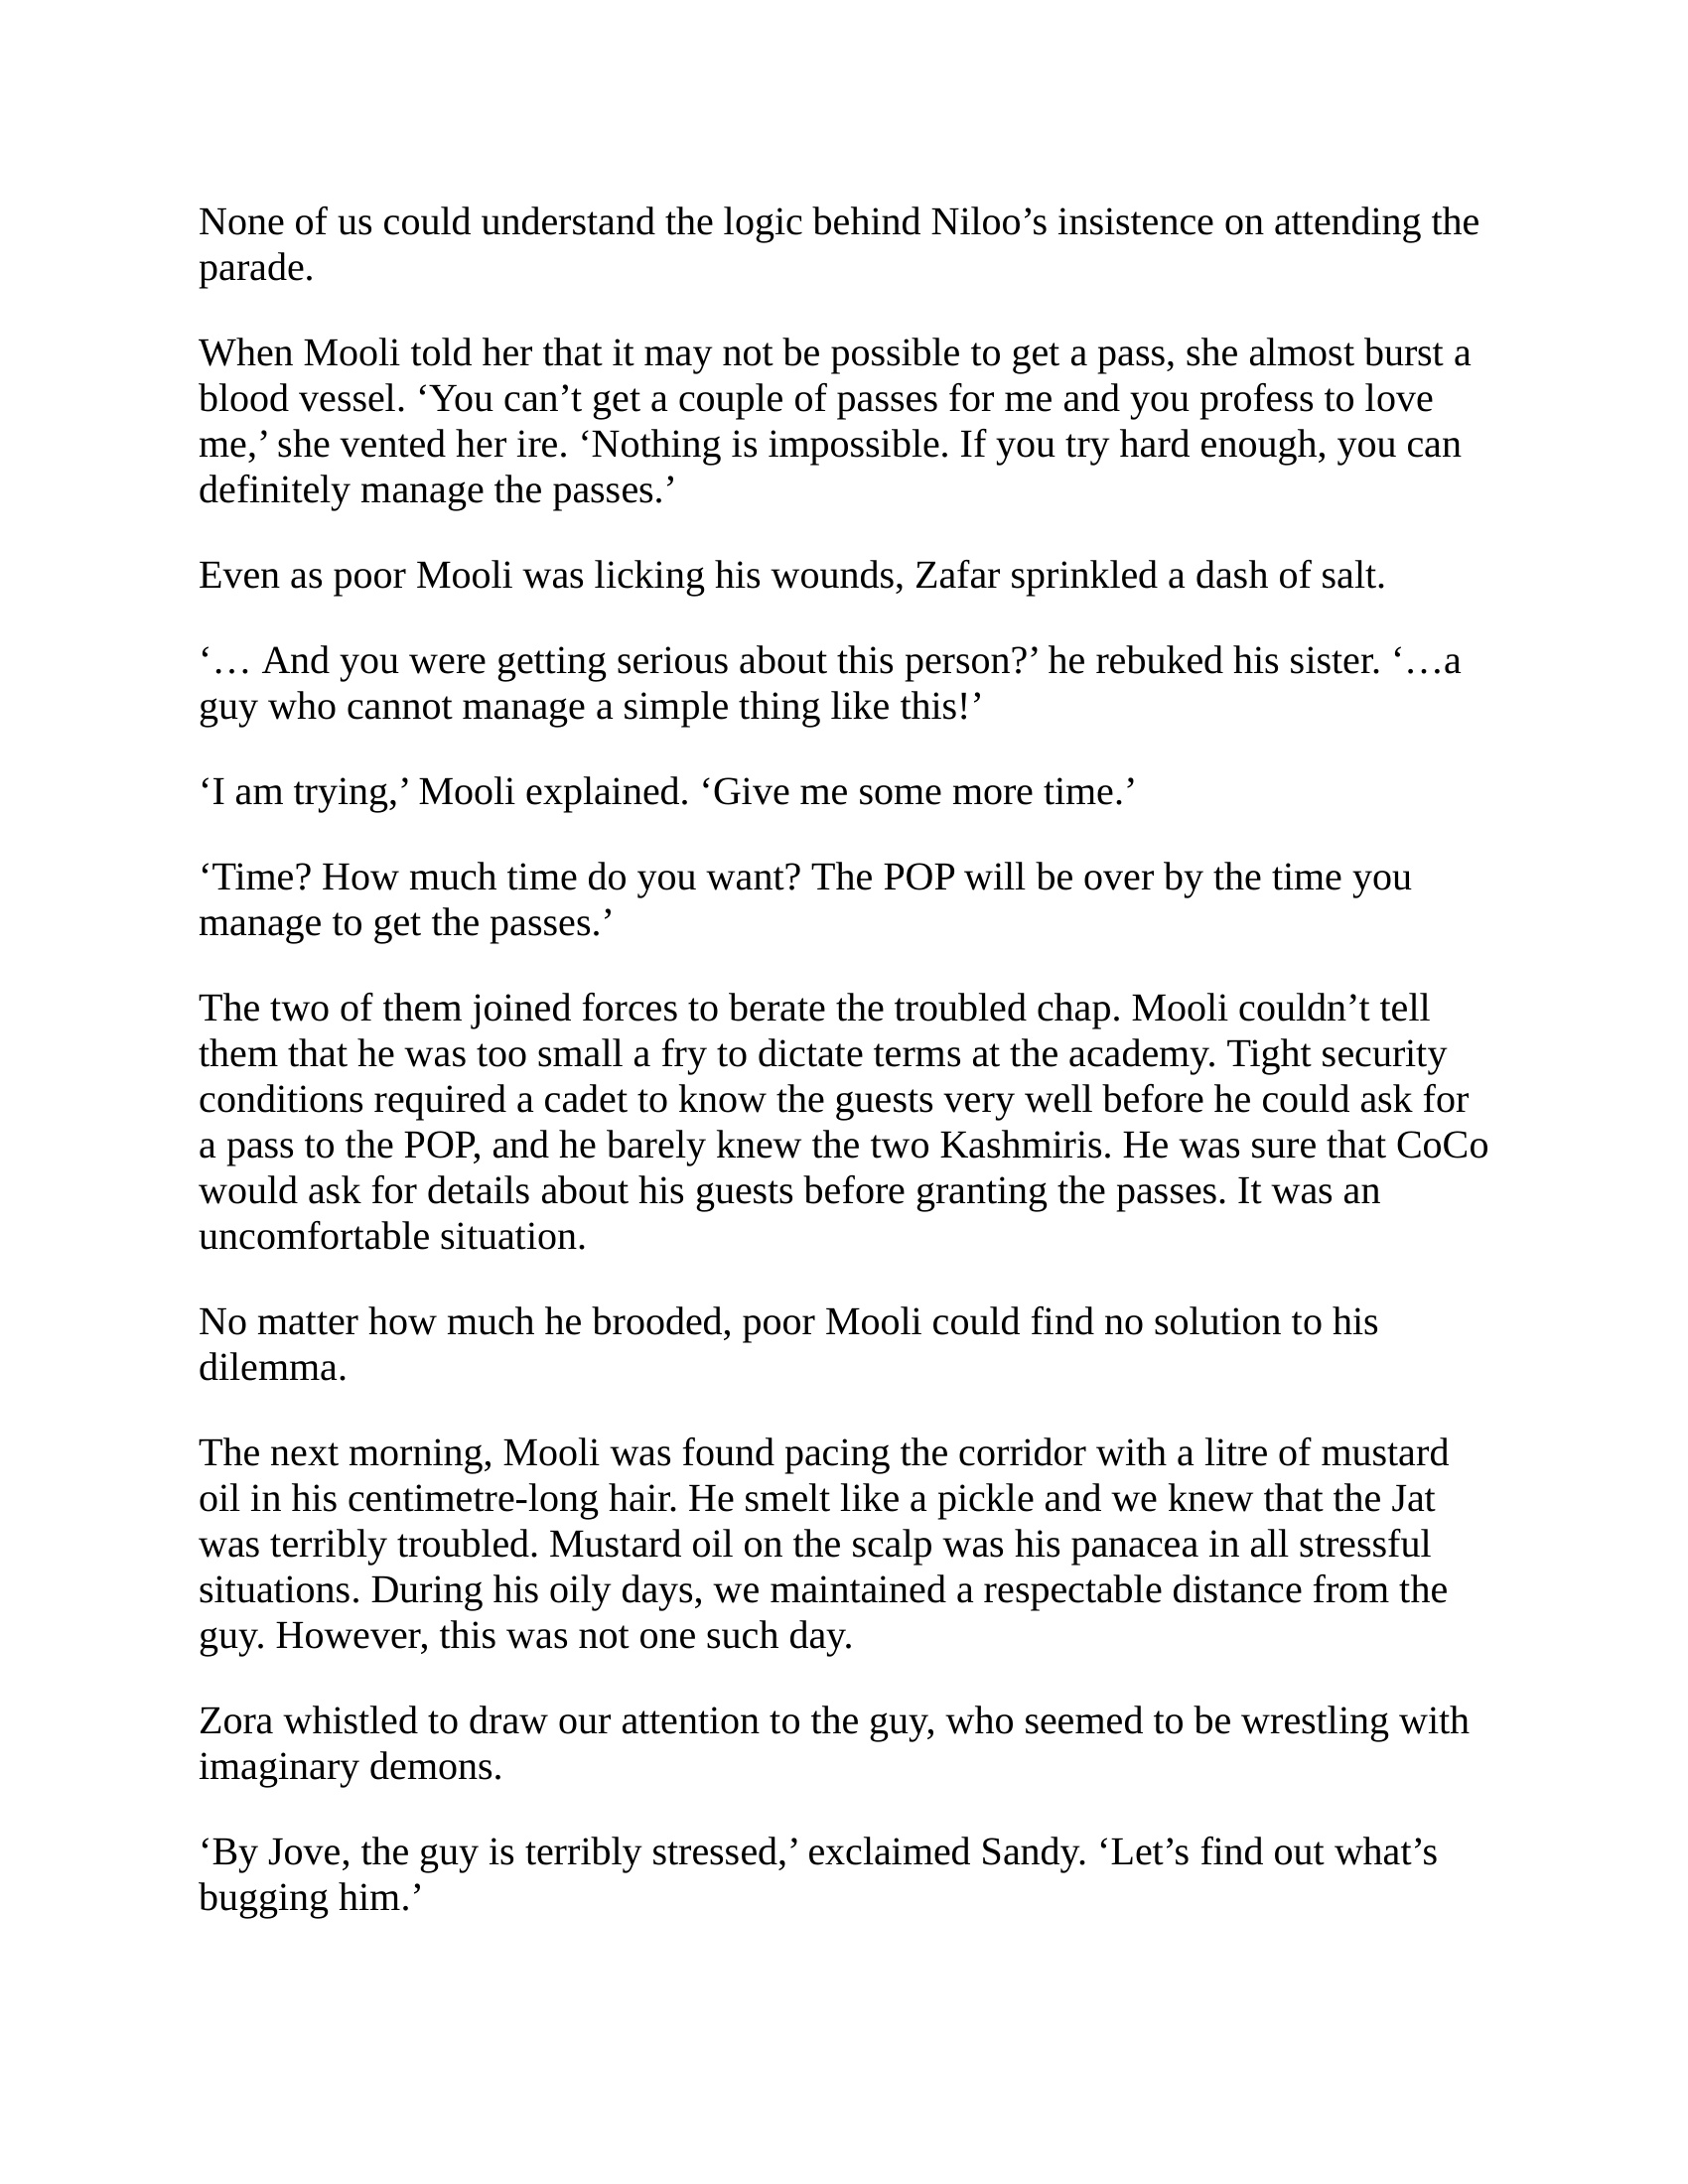 None of us could understand the logic behind Niloo’s insistence on attending the
parade.
When Mooli told her that it may not be possible to get a pass, she almost burst a
blood vessel. ‘You can’t get a couple of passes for me and you profess to love
me,’ she vented her ire. ‘Nothing is impossible. If you try hard enough, you can
definitely manage the passes.’
Even as poor Mooli was licking his wounds, Zafar sprinkled a dash of salt.
‘… And you were getting serious about this person?’ he rebuked his sister. ‘…a
guy who cannot manage a simple thing like this!’
‘I am trying,’ Mooli explained. ‘Give me some more time.’
‘Time? How much time do you want? The POP will be over by the time you
manage to get the passes.’
The two of them joined forces to berate the troubled chap. Mooli couldn’t tell
them that he was too small a fry to dictate terms at the academy. Tight security
conditions required a cadet to know the guests very well before he could ask for
a pass to the POP, and he barely knew the two Kashmiris. He was sure that CoCo
would ask for details about his guests before granting the passes. It was an
uncomfortable situation.
No matter how much he brooded, poor Mooli could find no solution to his
dilemma.
The next morning, Mooli was found pacing the corridor with a litre of mustard
oil in his centimetre-long hair. He smelt like a pickle and we knew that the Jat
was terribly troubled. Mustard oil on the scalp was his panacea in all stressful
situations. During his oily days, we maintained a respectable distance from the
guy. However, this was not one such day.
Zora whistled to draw our attention to the guy, who seemed to be wrestling with
imaginary demons.
‘By Jove, the guy is terribly stressed,’ exclaimed Sandy. ‘Let’s find out what’s
bugging him.’